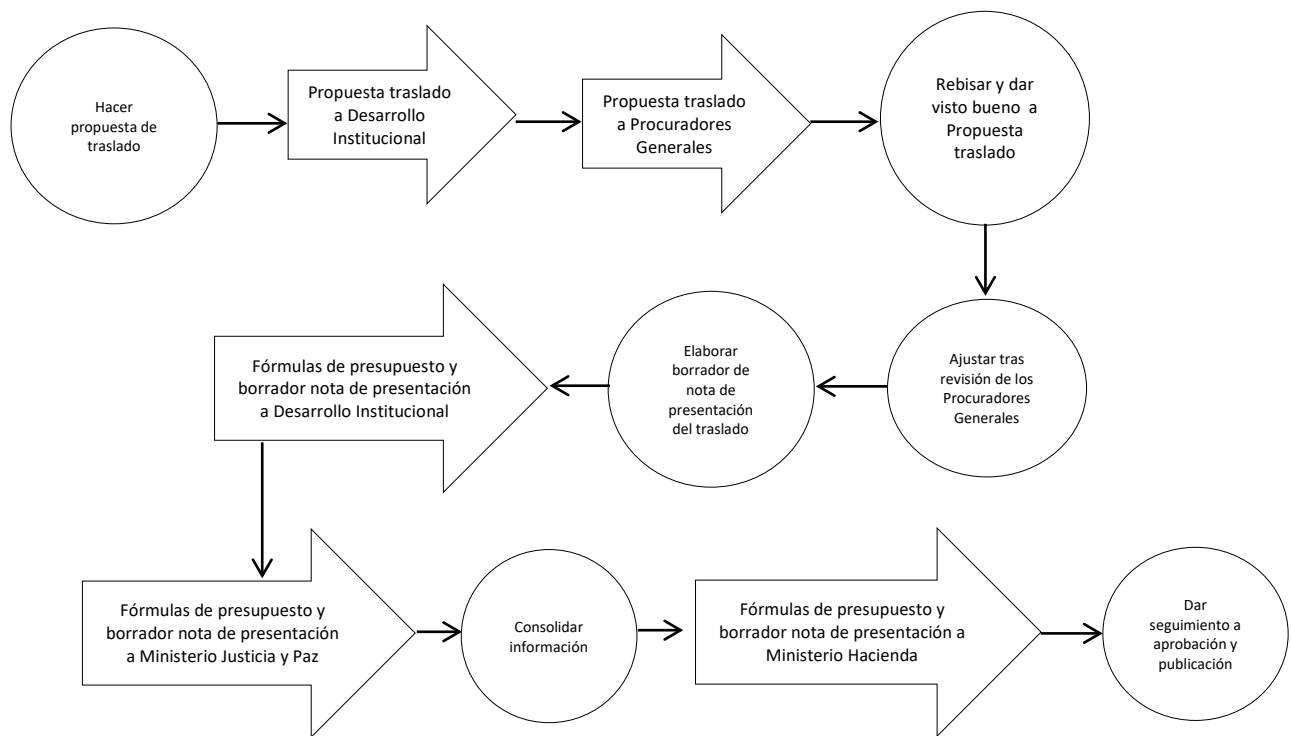 Hacer
propuesta de
traslado
Propuesta traslado
a Desarrollo
Institucional
Propuesta traslado
a Procuradores
Generales
Rebisar y dar
visto bueno a
Propuesta
traslado
Ajustar tras
revisión de los
Procuradores
Generales
Elaborar
borrador de
nota de
presentación
del traslado
Fórmulas de presupuesto y
borrador nota de presentación
a Desarrollo Institucional
Fórmulas de presupuesto y
borrador nota de presentación
a Ministerio Justicia y Paz
Consolidar
información
Fórmulas de presupuesto y
borrador nota de presentación a
Ministerio Hacienda
Dar
seguimiento a
aprobación y
publicación